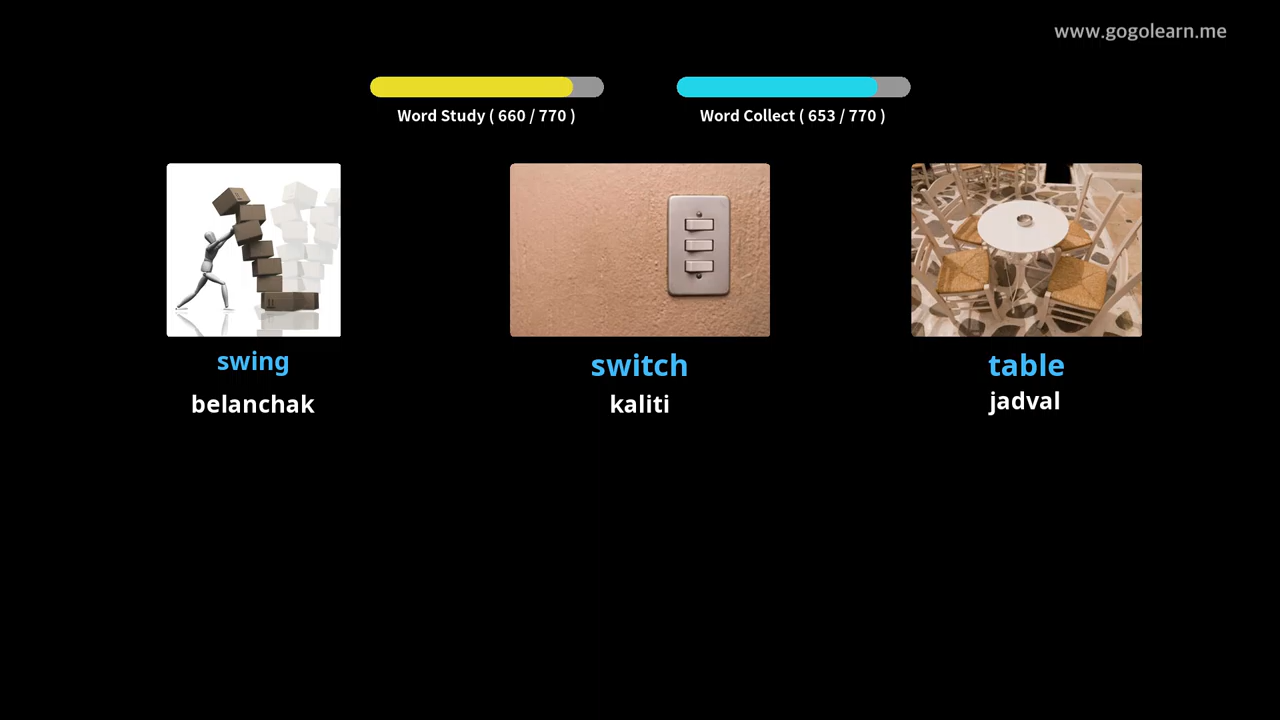 www.gogolearn.me
Word Study ( 660 / 770 )
Word Collect ( 653 / 770 )
swing
belanchak
switch
kaliti
table
jadval